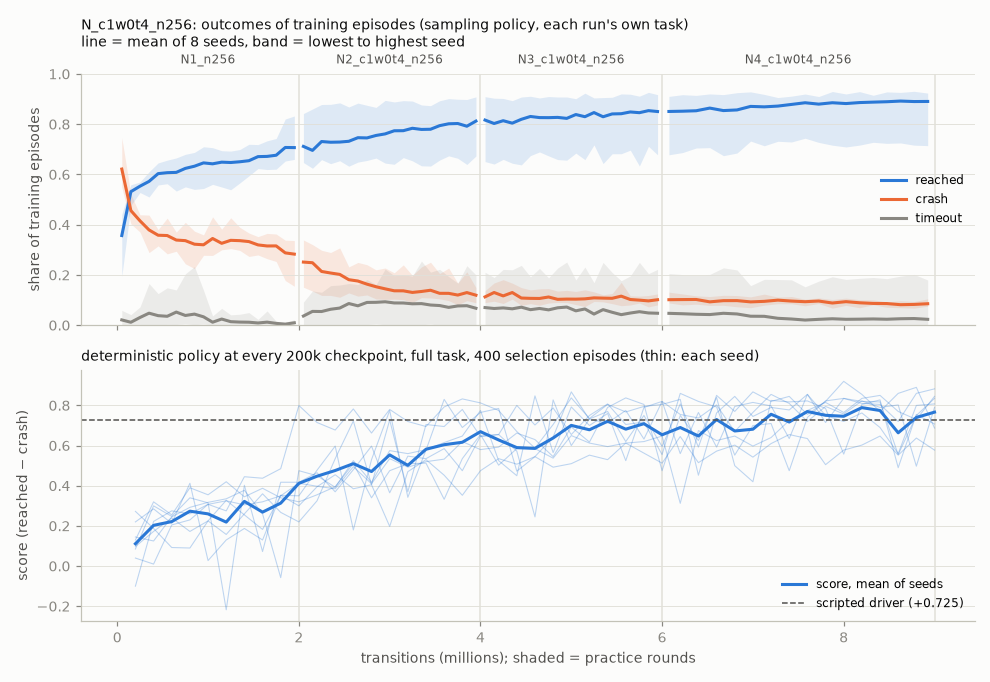 N_c1w0t4_n256: outcomes of training episodes (sampling policy, each run's own task)
line = mean of 8 seeds, band = lowest to highest seed
N1_n256 N2_c1w0t4_n256 N3_c1w0t4_n256 N4_c1w0t4_n256
share of training episodes
1.0
0.8
0.6
0.4
0.2
0.0
reached
crash
timeout
deterministic policy at every 200k checkpoint, full task, 400 selection episodes (thin: each seed)
score (reached − crash)
0.8
0.6
0.4
0.2
0.0
−0.2
score, mean of seeds
scripted driver (+0.725)
0 2 4 6 8
transitions (millions); shaded = practice rounds